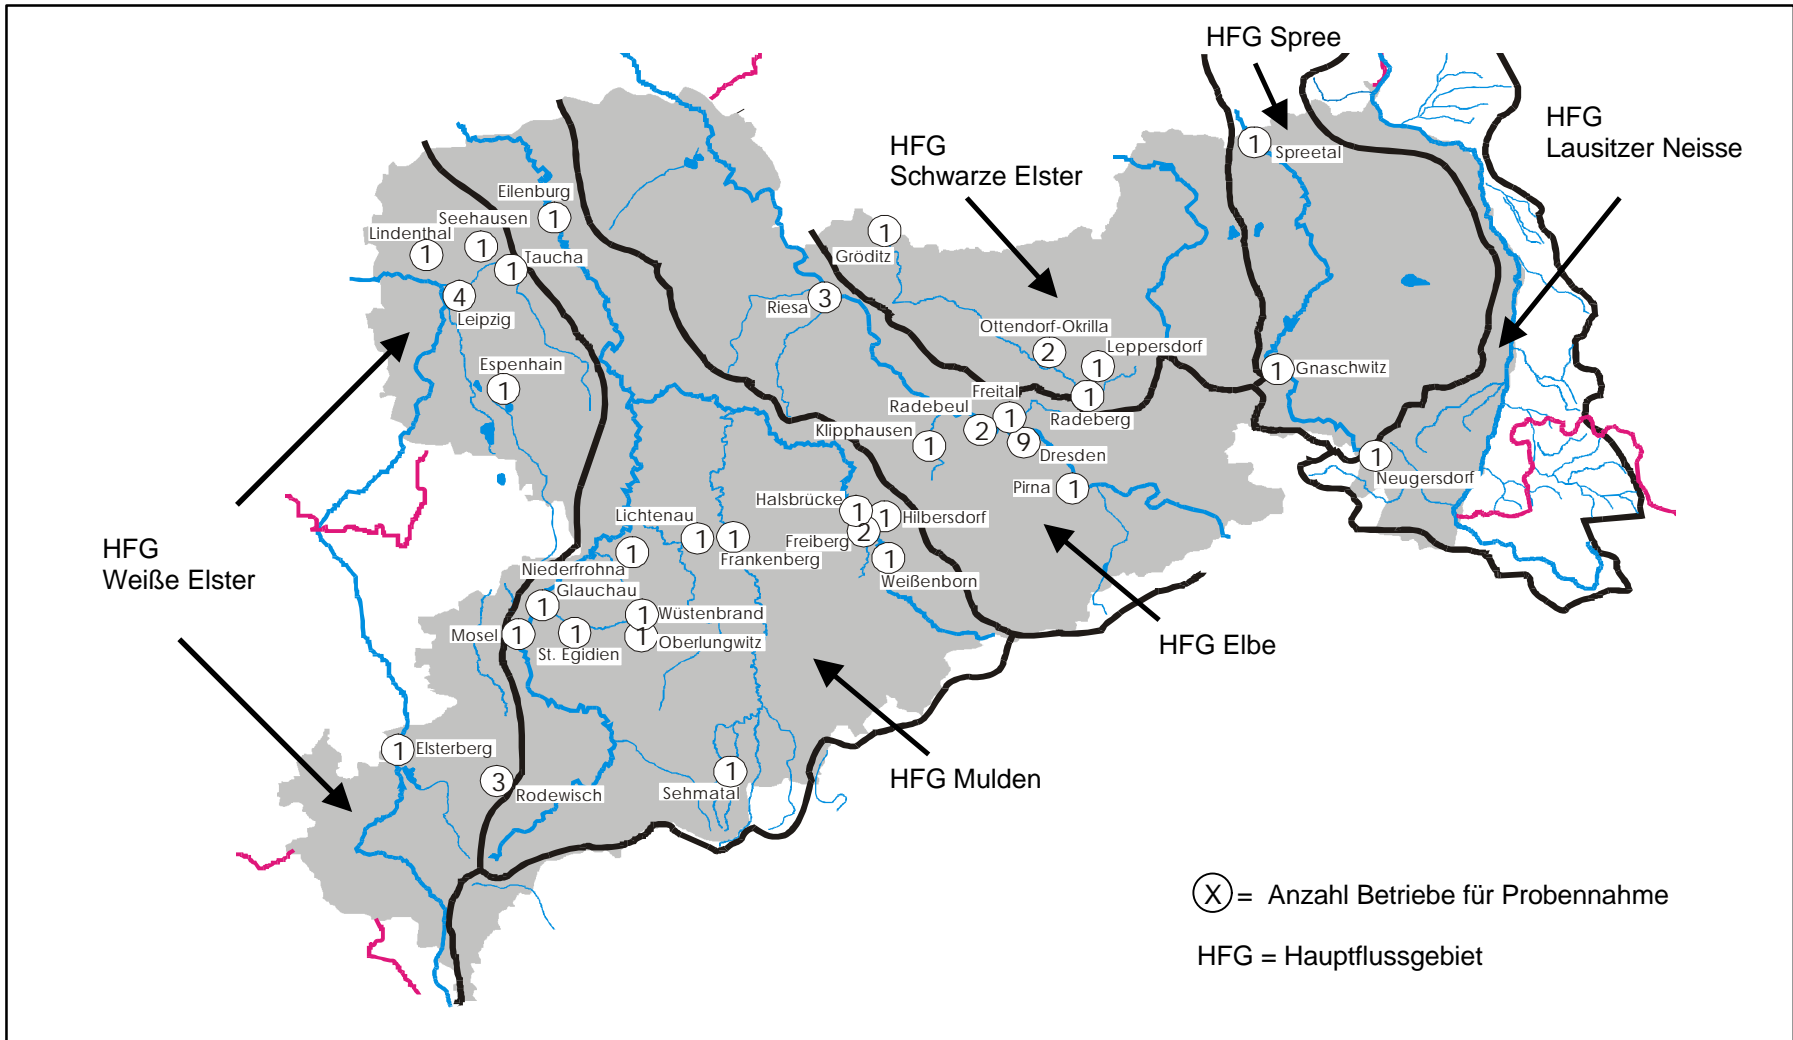 HFG Spree
HFG
Lausitzer Neisse
HFG
Schwarze Elster
1
Spreetal
Eilenburg
1
Seehausen
1
Lindenthal
1
Taucha
1
4
Leipzig
Espenhain
1
1
Gröditz
Riesa
3
Ottendorf-Okrilla
2
Leppersdorf
1
1
Radeberg
1
Gnaschwitz
Freital
1
Radebeul
2
9
Dresden
Klipphausen
1
Pirna
1
1
Neugersdorf
Halsbrücke
1
1
Hilbersdorf
Freiberg
2
1
Weißenborn
Lichtenau
1
1
Frankenberg
Niederfrohna
1
HFG
Weiße Elster
Glauchau
1
1
Wüstenbrand
Mosel
1
1
St. Egidien
1
Oberlungwitz
HFG Elbe
1
Elsterberg
3
Rodewisch
Sehmatal
1
HFG Mulden
X = Anzahl Betriebe für Probennahme
HFG = Hauptflussgebiet